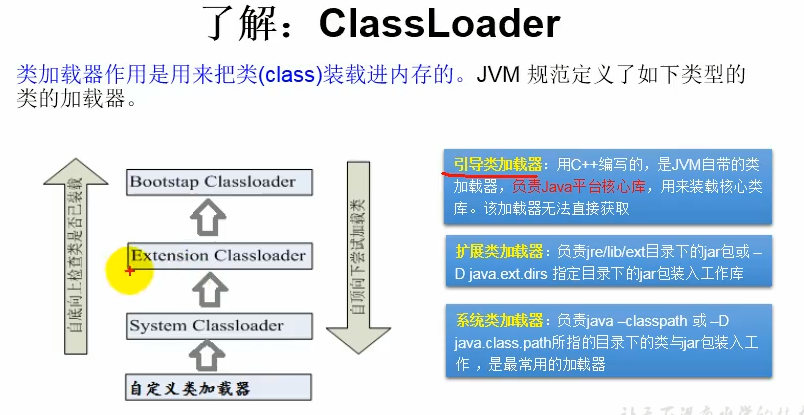 了解：ClassLoader
类加载器作用是用来把类(class)装载进内存的。JVM 规范定义了如下类型的
类的加载器。
自底向上检查类是否已装载
Bootstap Classloader
Extension Classloader
System Classloader
自定义类加载器
自顶向下尝试加载类
引导类加载器：用C++编写的，是JVM自带的类
加载器，负责Java平台核心库，用来装载核心类
库。该加载器无法直接获取
扩展类加载器：负责jre/lib/ext目录下的jar包或 –
D java.ext.dirs 指定目录下的jar包装入工作库
系统类加载器：负责java –classpath 或 –D
java.class.path所指的目录下的类与jar包装入工
作 ，是最常用的加载器